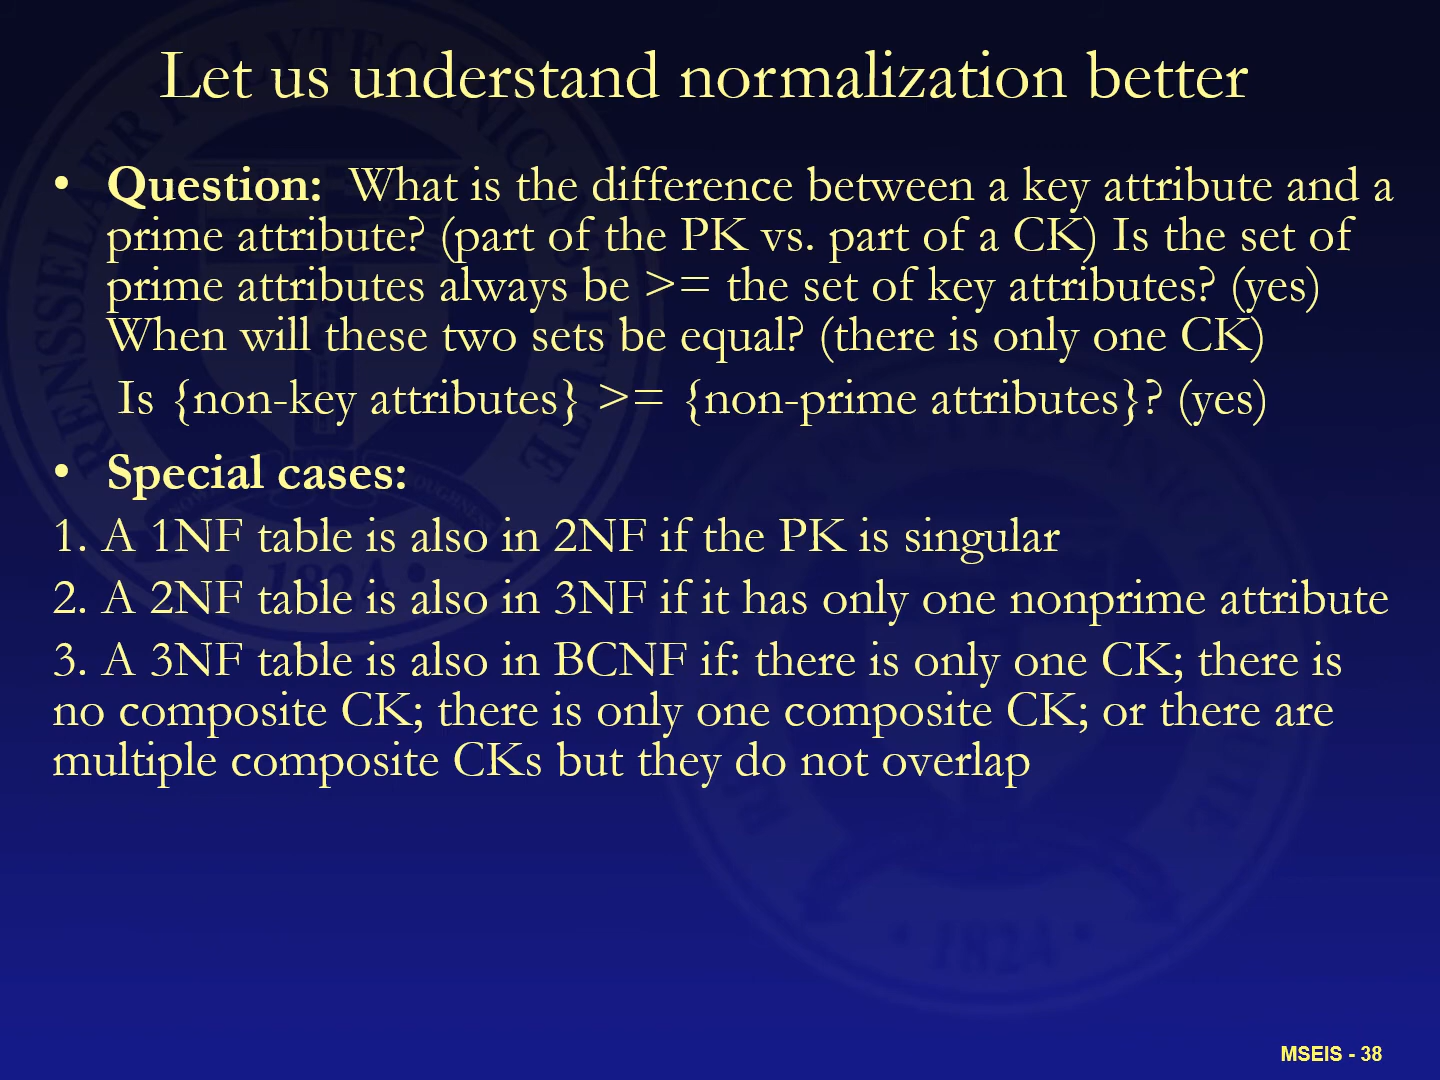 Let us understand normalization better
• Question: What is the difference between a key attribute and a
prime attribute? (part of the PK vs. part of a CK) Is the set of
prime attributes always be >= the set of key attributes? (yes)
When will these two sets be equal? (there is only one CK)
Is {non-key attributes} >= {non-prime attributes}? (yes)
• Special cases:
1. A 1NF table is also in 2NF if the PK is singular
2. A 2NF table is also in 3NF if it has only one nonprime attribute
3. A 3NF table is also in BCNF if: there is only one CK; there is
no composite CK; there is only one composite CK; or there are
multiple composite CKs but they do not overlap
RENSSELAER POLYTECHNIC INSTITUTE
• 1824 •
• 1824 •
MSEIS - 38